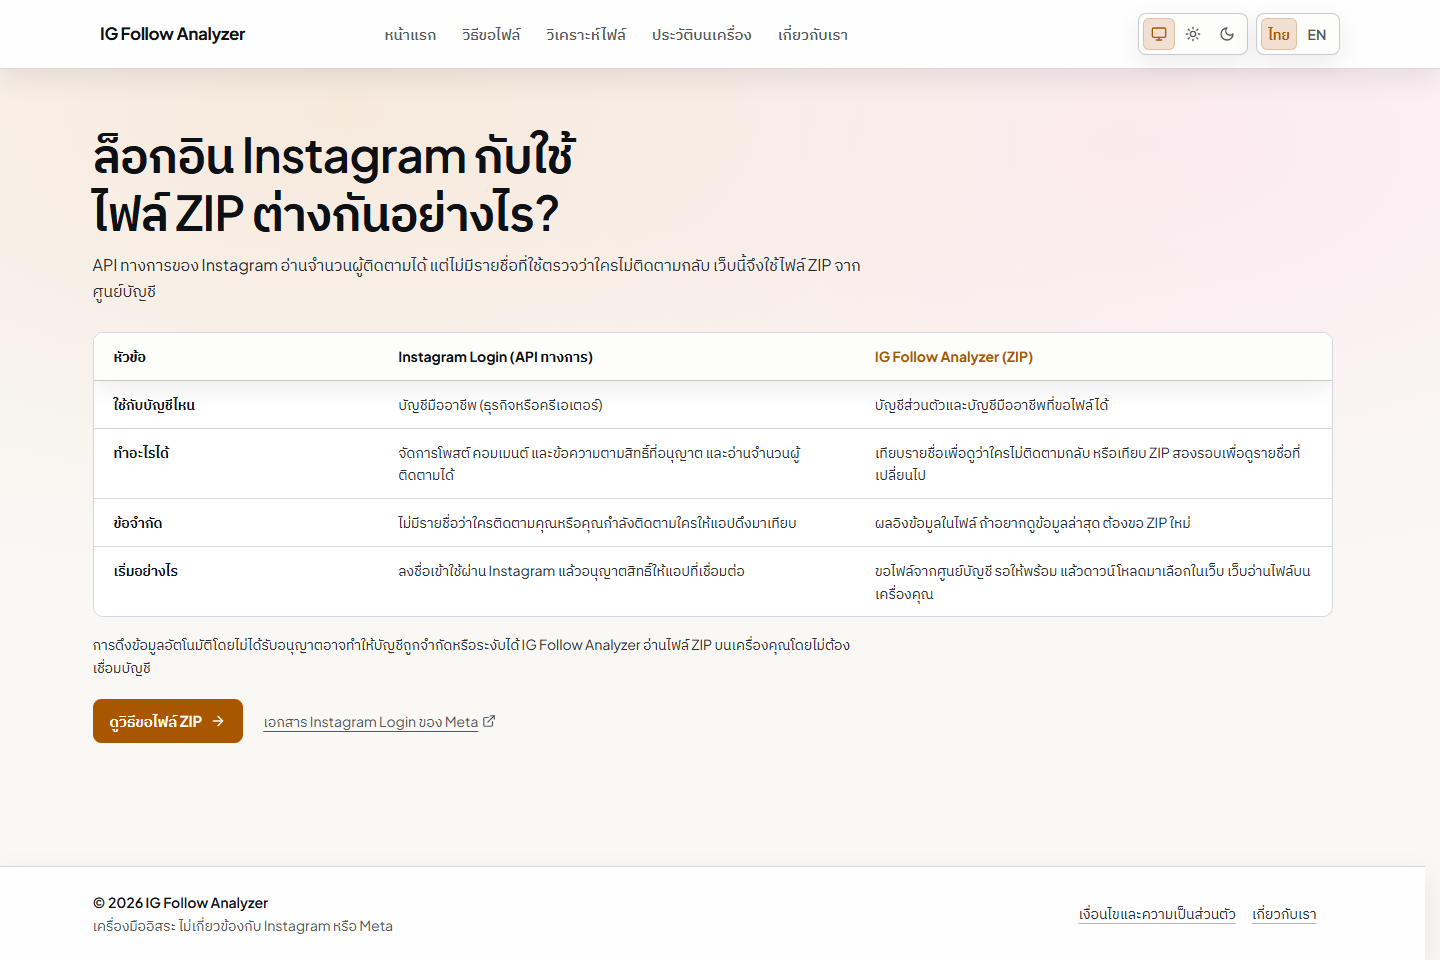 IG Follow Analyzer
หน้าแรก
วิธีขอไฟล์
วิเคราะห์ไฟล์
ประวัติบนเครื่อง
เกี่ยวกับเรา
ไทย
EN
ล็อกอิน Instagram กับใช้
ไฟล์ ZIP ต่างกันอย่างไร?
API ทางการของ Instagram อ่านจำนวนผู้ติดตามได้ แต่ไม่มีรายชื่อที่ใช้ตรวจว่าใครไม่ติดตามกลับ เว็บนี้จึงใช้ไฟล์ ZIP จาก
ศูนย์บัญชี
หัวข้อ
Instagram Login (API ทางการ)
IG Follow Analyzer (ZIP)
ใช้กับบัญชีไหน
บัญชีมืออาชีพ (ธุรกิจหรือครีเอเตอร์)
บัญชีส่วนตัวและบัญชีมืออาชีพที่ขอไฟล์ได้
ทำอะไรได้
จัดการโพสต์ คอมเมนต์ และข้อความตามสิทธิ์ที่อนุญาต และอ่านจำนวนผู้
ติดตามได้
เทียบรายชื่อเพื่อดูว่าใครไม่ติดตามกลับ หรือเทียบ ZIP สองรอบเพื่อดูรายชื่อที่
เปลี่ยนไป
ข้อจำกัด
ไม่มีรายชื่อว่าใครติดตามคุณหรือคุณกำลังติดตามใครให้แอปดึงมาเทียบ
ผลอิงข้อมูลในไฟล์ ถ้าอยากดูข้อมูลล่าสุด ต้องขอ ZIP ใหม่
เริ่มอย่างไร
ลงชื่อเข้าใช้ผ่าน Instagram แล้วอนุญาตสิทธิ์ให้แอปที่เชื่อมต่อ
ขอไฟล์จากศูนย์บัญชี รอให้พร้อม แล้วดาวน์โหลดมาเลือกในเว็บ เว็บอ่านไฟล์บน
เครื่องคุณ
การดึงข้อมูลอัตโนมัติโดยไม่ได้รับอนุญาตอาจทำให้บัญชีถูกจำกัดหรือระงับได้ IG Follow Analyzer อ่านไฟล์ ZIP บนเครื่องคุณโดยไม่ต้อง
เชื่อมบัญชี
ดูวิธีขอไฟล์ ZIP
เอกสาร Instagram Login ของ Meta
© 2026 IG Follow Analyzer
เครื่องมืออิสระ ไม่เกี่ยวข้องกับ Instagram หรือ Meta
เงื่อนไขและความเป็นส่วนตัว
เกี่ยวกับเรา